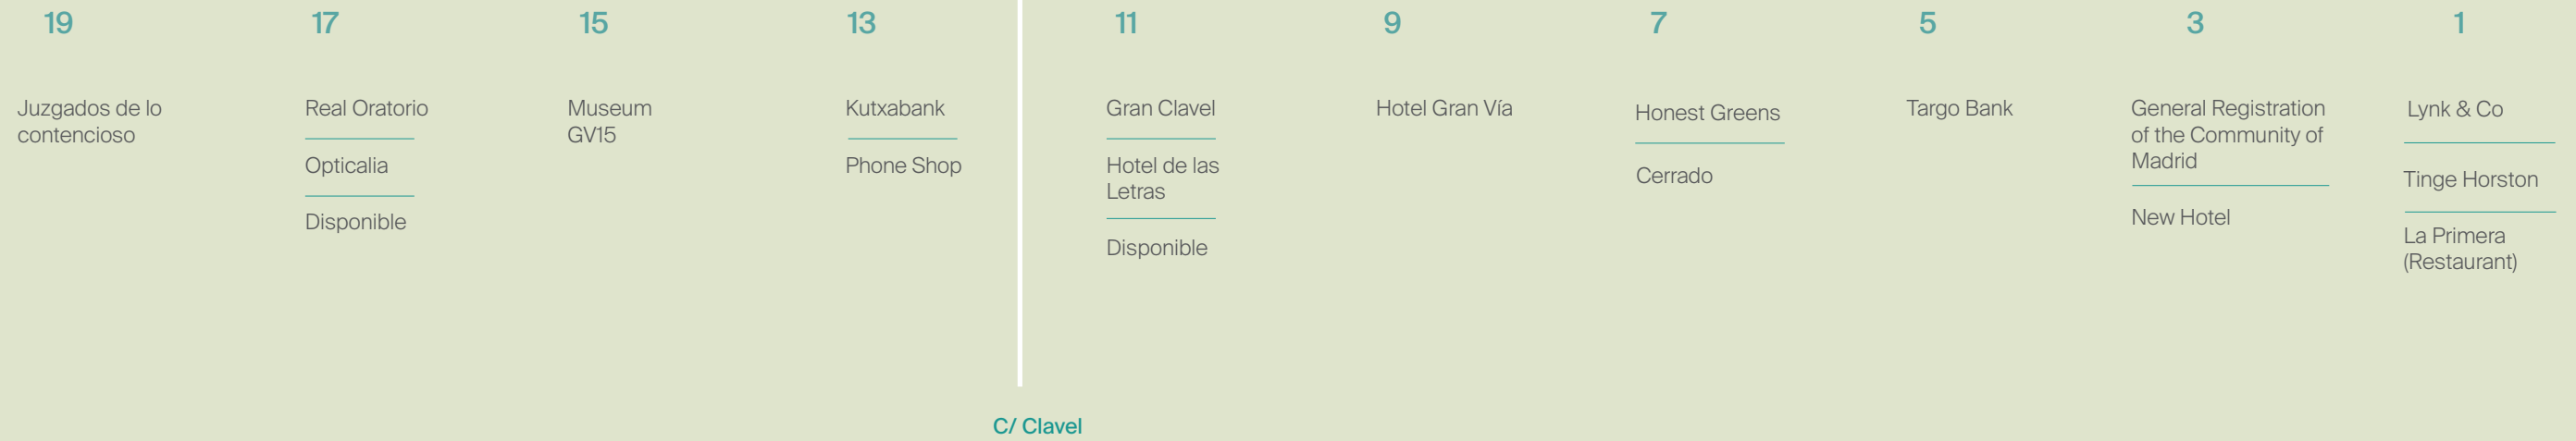 19
17
15
13
11
9
7
5
3
1
Juzgados de lo
contencioso
Real Oratorio
Opticalia
Disponible
Museum
GV15
Kutxabank
Phone Shop
Gran Clavel
Hotel de las
Letras
Disponible
Hotel Gran Vía
Honest Greens
Cerrado
Targo Bank
General Registration
of the Community of
Madrid
New Hotel
Lynk & Co
Tinge Horston
La Primera
(Restaurant)
C/ Clavel